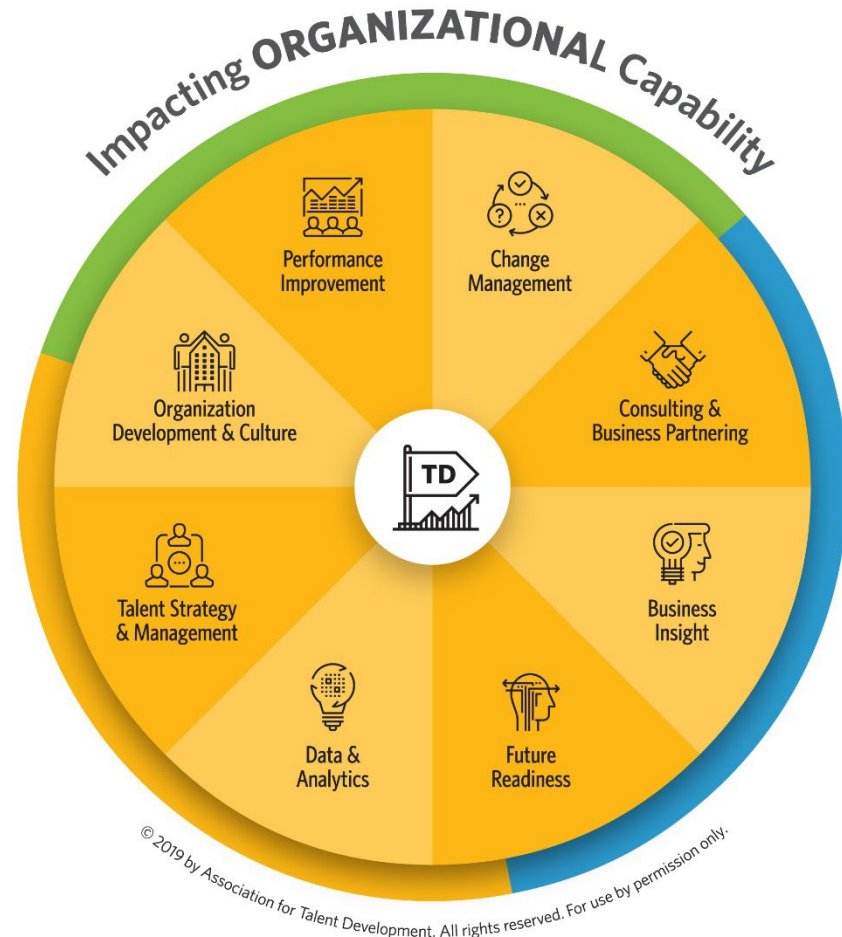 Impacting ORGANIZATIONAL Capability
Performance
Improvement
Change
Management
Organization
Development & Culture
Consulting &
Business Partnering
TD
Talent Strategy
& Management
Business
Insight
Data &
Analytics
Future
Readiness
?
...
...
© 2019 by Association for Talent Development. All rights reserved. For use by permission only.